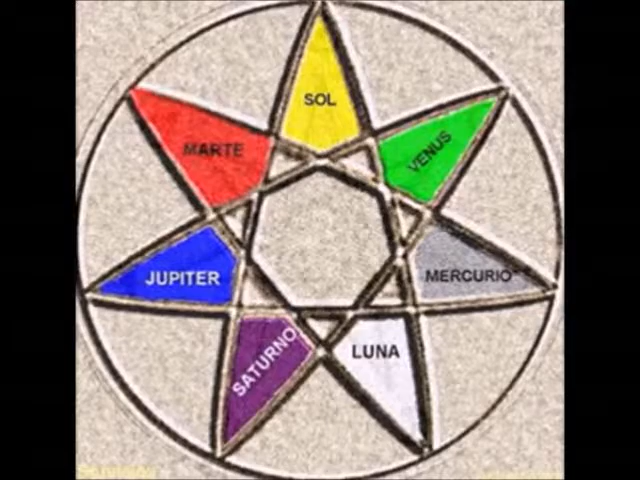 SOL
MARTE
VENUS
JUPITER
MERCURIO
SATURNO
LUNA